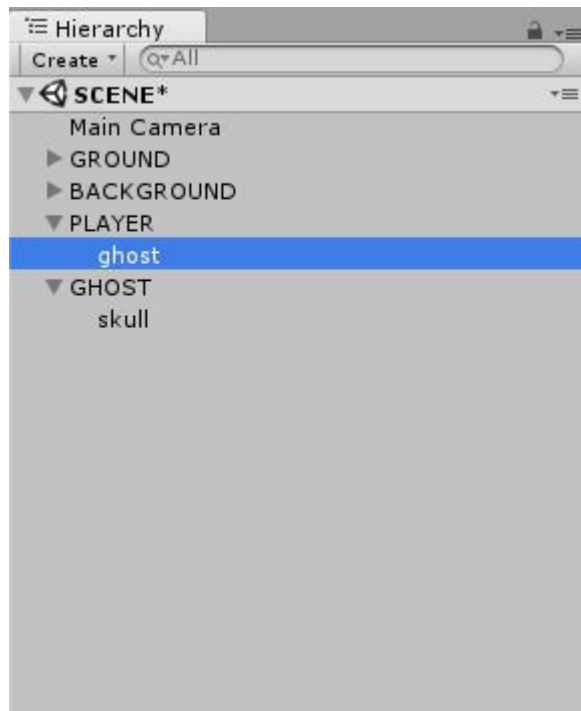 Hierarchy
Create All
SCENE*
Main Camera
GROUND
BACKGROUND
PLAYER
ghost
GHOST
skull